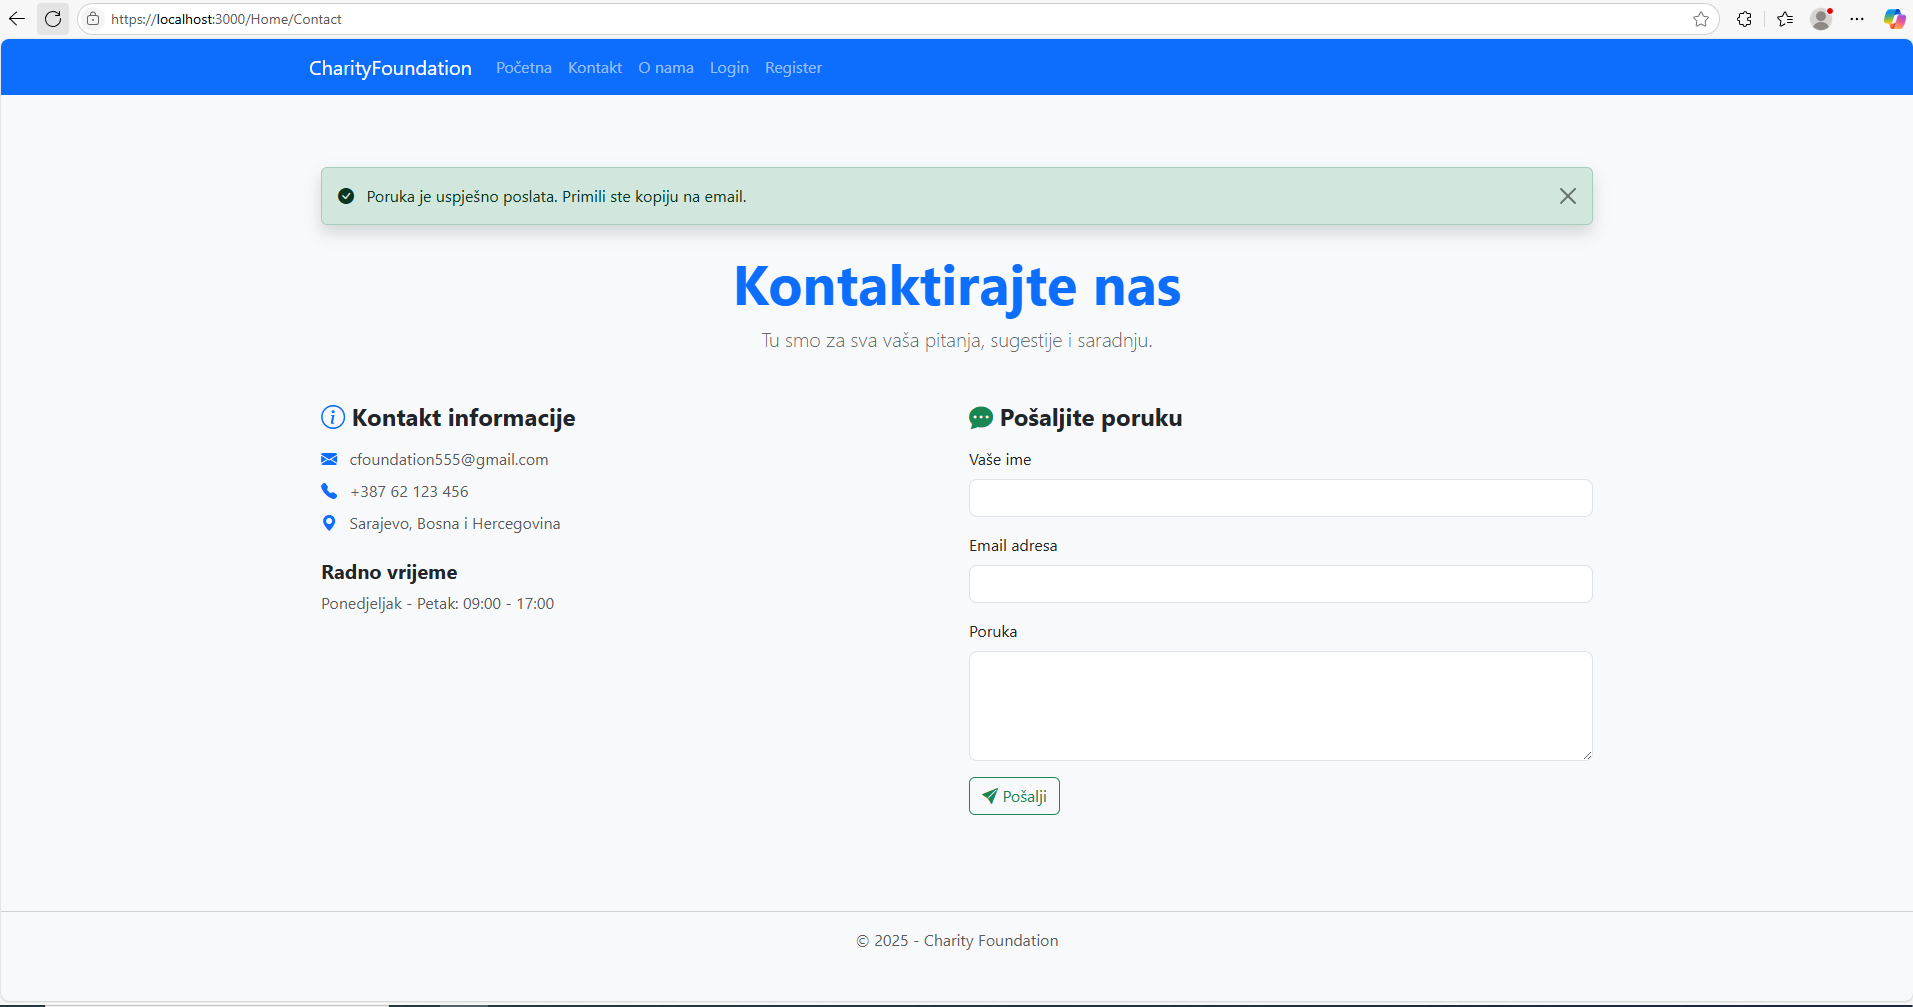 https://localhost:3000/Home/Contact
CharityFoundation Početna Kontakt O nama Login Register
Poruka je uspješno poslata. Primili ste kopiju na email.
Kontaktirajte nas
Tu smo za sva vaša pitanja, sugestije i saradnju.
Kontakt informacije
cfoundation555@gmail.com
+387 62 123 456
Sarajevo, Bosna i Hercegovina
Radno vrijeme
Ponedjeljak - Petak: 09:00 - 17:00
Pošaljite poruku
Vaše ime
Email adresa
Poruka
Pošalji
© 2025 - Charity Foundation